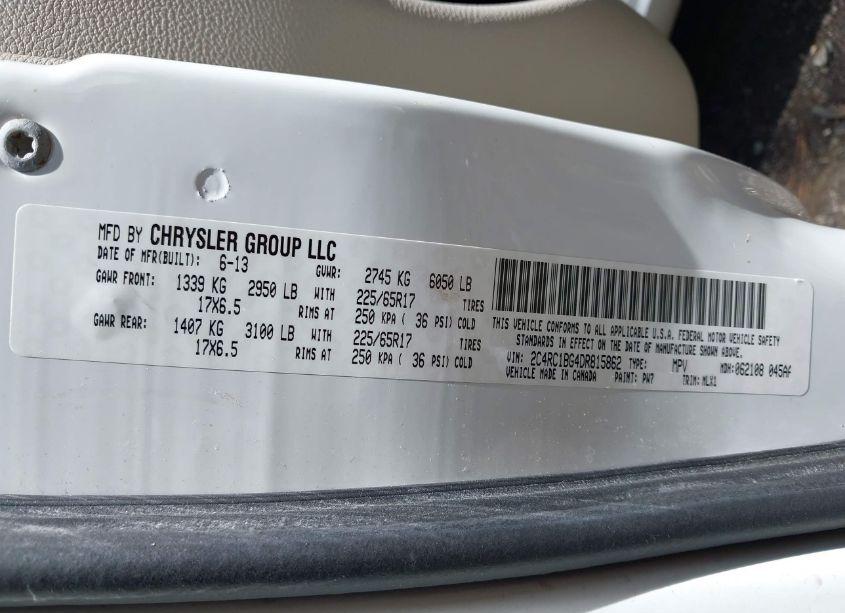 MFD BY CHRYSLER GROUP LLC
DATE OF MFR(BUILT): 6-13 GVWR: 2745 KG 6050 LB
GAWR FRONT: 1339 KG 2950 LB WITH 225/65R17 TIRES
17X6.5 RIMS AT 250 KPA ( 36 PSI) COLD
GAWR REAR: 1407 KG 3100 LB WITH 225/65R17 TIRES
17X6.5 RIMS AT 250 KPA ( 36 PSI) COLD
THIS VEHICLE CONFORMS TO ALL APPLICABLE U.S.A. FEDERAL MOTOR VEHICLE SAFETY
STANDARDS IN EFFECT ON THE DATE OF MANUFACTURE SHOWN ABOVE.
VIN: 2C4RC1BG4DR815862 TYPE: MPV MDH:062108 045AA
VEHICLE MADE IN CANADA PAINT: PW7 TRIM: